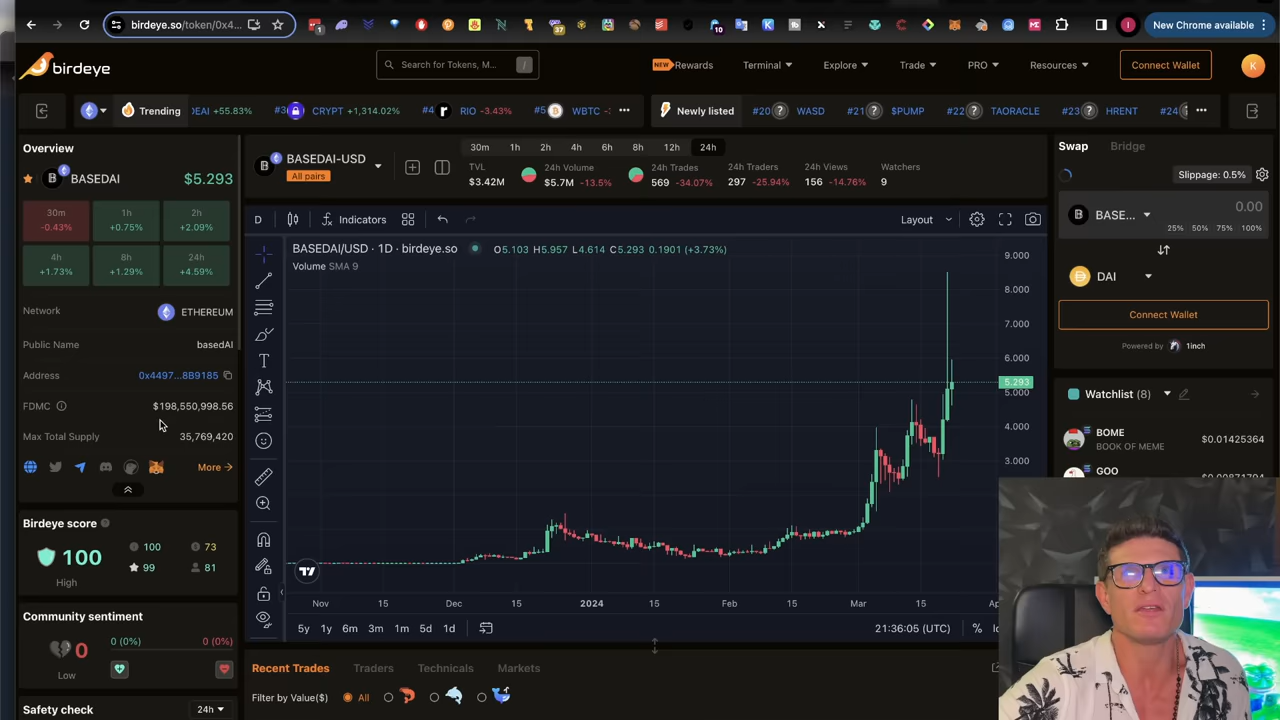 birdeye.so/token/0x4...
New Chrome available
1
37
10
birdeye
Search for Tokens, M...
/
NEW Rewards
Terminal
Explore
Trade
PRO
Resources
Connect Wallet
K
Trending
DEAI +55.83%
#3 CRYPT +1,314.02%
#4 RIO -3.43%
#5 WBTC -
Newly listed
#20 WASD
#21 $PUMP
#22 TAORACLE
#23 HRENT
#24
Overview
BASEDAI $5.293
30m 1h 2h
-0.43% +0.75% +2.09%
4h 8h 24h
+1.73% +1.29% +4.59%
Network ETHEREUM
Public Name basedAI
Address 0x4497...8B9185
FDMC $198,550,998.56
Max Total Supply 35,769,420
More
Birdeye score
100
High
100 73
99 81
Community sentiment
0
Low
0 (0%) 0 (0%)
Safety check 24h
BASEDAI-USD
All pairs
30m 1h 2h 4h 6h 8h 12h 24h
TVL
$3.42M
24h Volume
$5.7M -13.5%
24h Trades
569 -34.07%
24h Traders
297 -25.94%
24h Views
156 -14.76%
Watchers
9
D Indicators Layout
BASEDAI/USD · 1D · birdeye.so O5.103 H5.957 L4.614 C5.293 0.1901 (+3.73%)
Volume SMA 9
9.000
8.000
7.000
6.000
5.293
5.000
4.000
3.000
Nov 15 Dec 15 2024 15 Feb 15 Mar 15 Ap
5y 1y 6m 3m 1m 5d 1d
21:36:05 (UTC) %
Recent Trades Traders Technicals Markets
Filter by Value($) All
Swap Bridge
Slippage: 0.5%
BASE... 0.00
25% 50% 75% 100%
DAI
Connect Wallet
Powered by 1inch
Watchlist (8)
BOME
BOOK OF MEME
$0.01425364
GOO